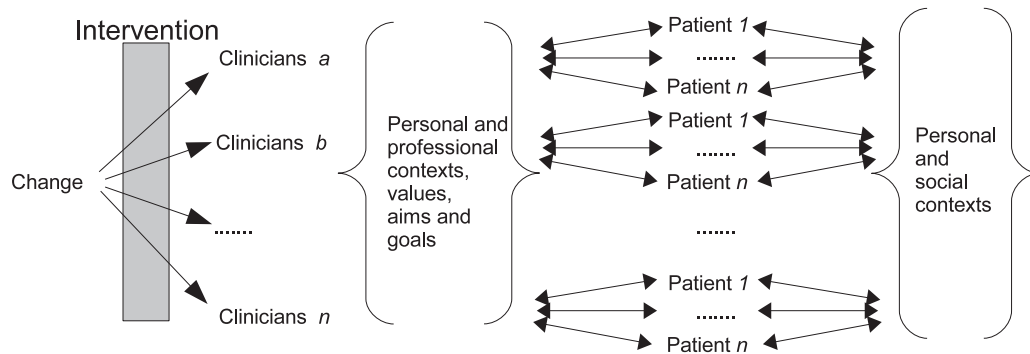 Intervention
Change
Clinicians a
Clinicians b
.......
Clinicians n
Personal and
professional
contexts,
values,
aims and
goals
Patient 1
.......
Patient n
Patient 1
.......
Patient n
.......
Patient 1
.......
Patient n
Personal
and
social
contexts